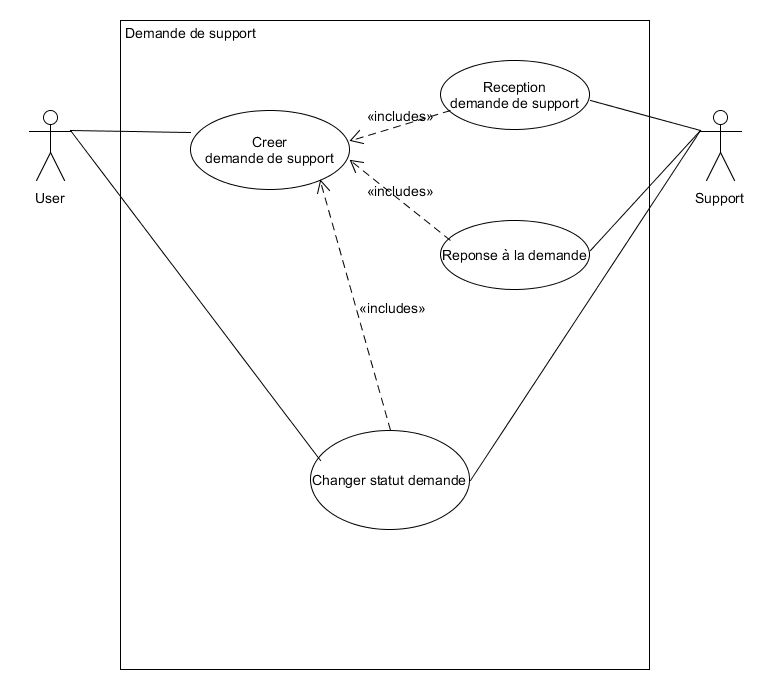 Demande de support
Reception
demande de support
«includes»
Creer
demande de support
«includes»
User
Support
Reponse à la demande
«includes»
Changer statut demande